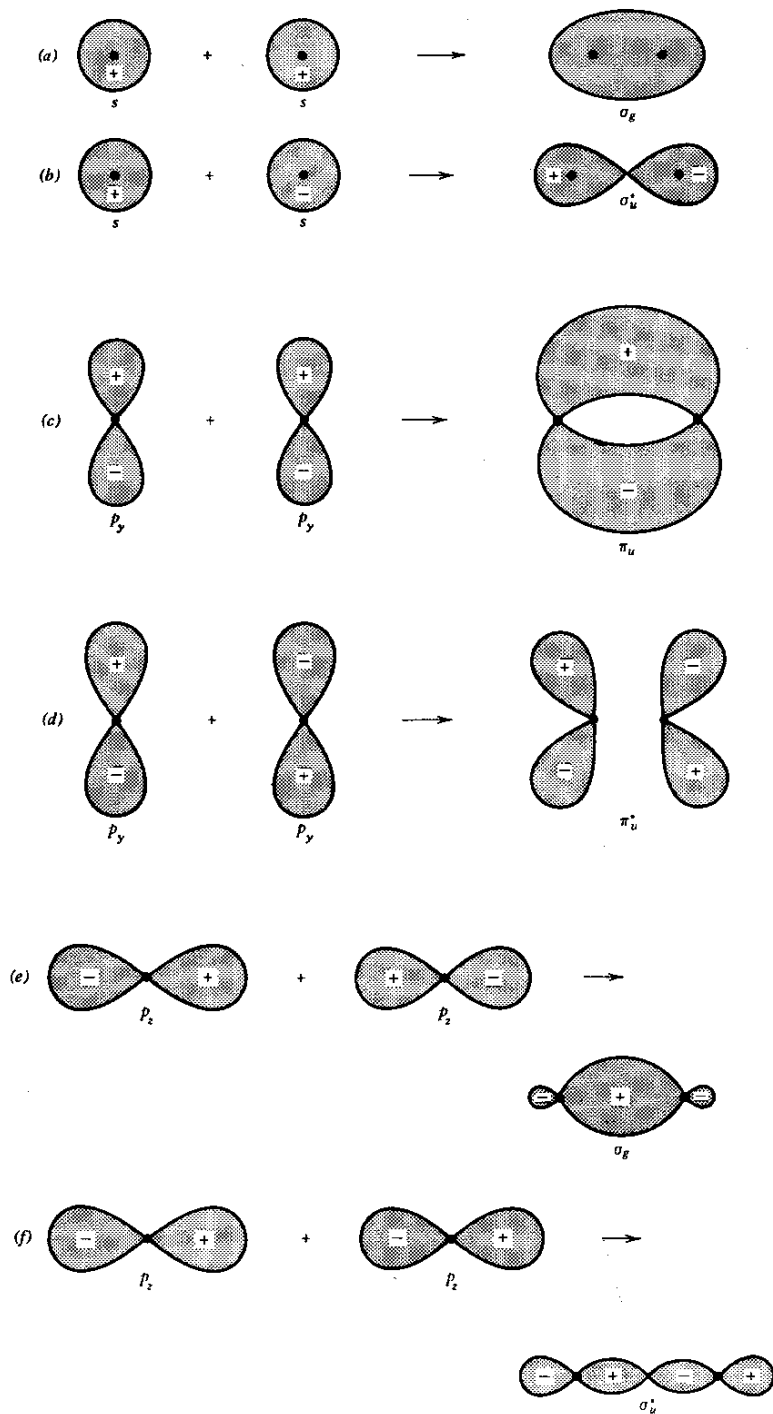 (a) + + + σg
s s
(b) + + − + −
s s σu*
(c) + + + +
− − −
py py πu
(d) + + − + −
− + − +
py py πu*
(e) − + + + −
pz pz
− + −
σg
(f) − + + − +
pz pz
− + − +
σu*